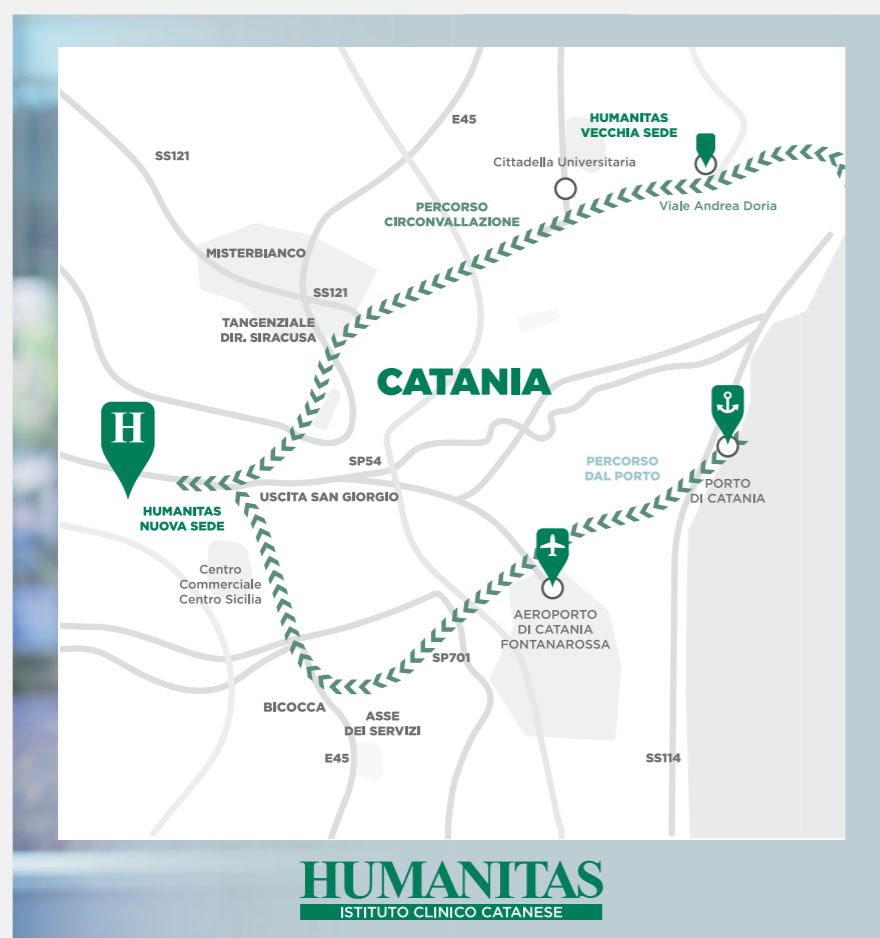 E45
HUMANITAS
VECCHIA SEDE
SS121
Cittadella Universitaria
PERCORSO
CIRCONVALLAZIONE
Viale Andrea Doria
MISTERBIANCO
SS121
TANGENZIALE
DIR. SIRACUSA
CATANIA
H
SP54
PERCORSO
DAL PORTO
PORTO
DI CATANIA
USCITA SAN GIORGIO
HUMANITAS
NUOVA SEDE
Centro
Commerciale
Centro Sicilia
AEROPORTO
DI CATANIA
FONTANAROSSA
SP701
BICOCCA
ASSE
DEI SERVIZI
E45
SS114
HUMANITAS
ISTITUTO CLINICO CATANESE